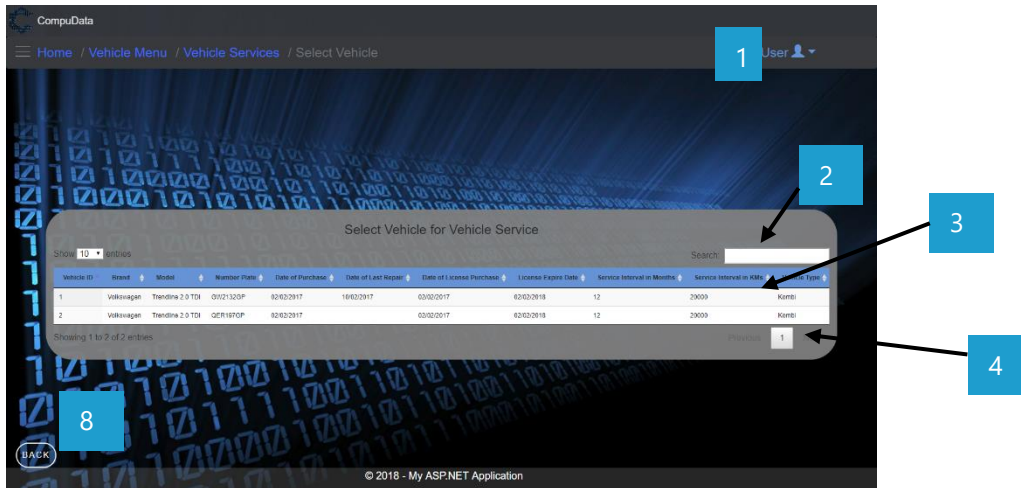 CompuData
Home / Vehicle Menu / Vehicle Services / Select Vehicle
1
User
2
3
Select Vehicle for Vehicle Service
Show 10 entries
Search:
Vehicle ID Brand Model Number Plate Date of Purchase Date of Last Repair Date of License Purchase License Expire Date Service Interval in Months Service Interval in KMs Vehicle Type
1 Volkswagen Trendline 2.0 TDI GW2132GP 02/02/2017 10/02/2017 02/02/2017 02/02/2018 12 20000 Kombi
2 Volkswagen Trendline 2.0 TDI QER197GP 02/02/2017 02/02/2017 02/02/2018 12 20000 Kombi
Showing 1 to 2 of 2 entries
Previous 1
4
8
BACK
© 2018 - My ASP.NET Application